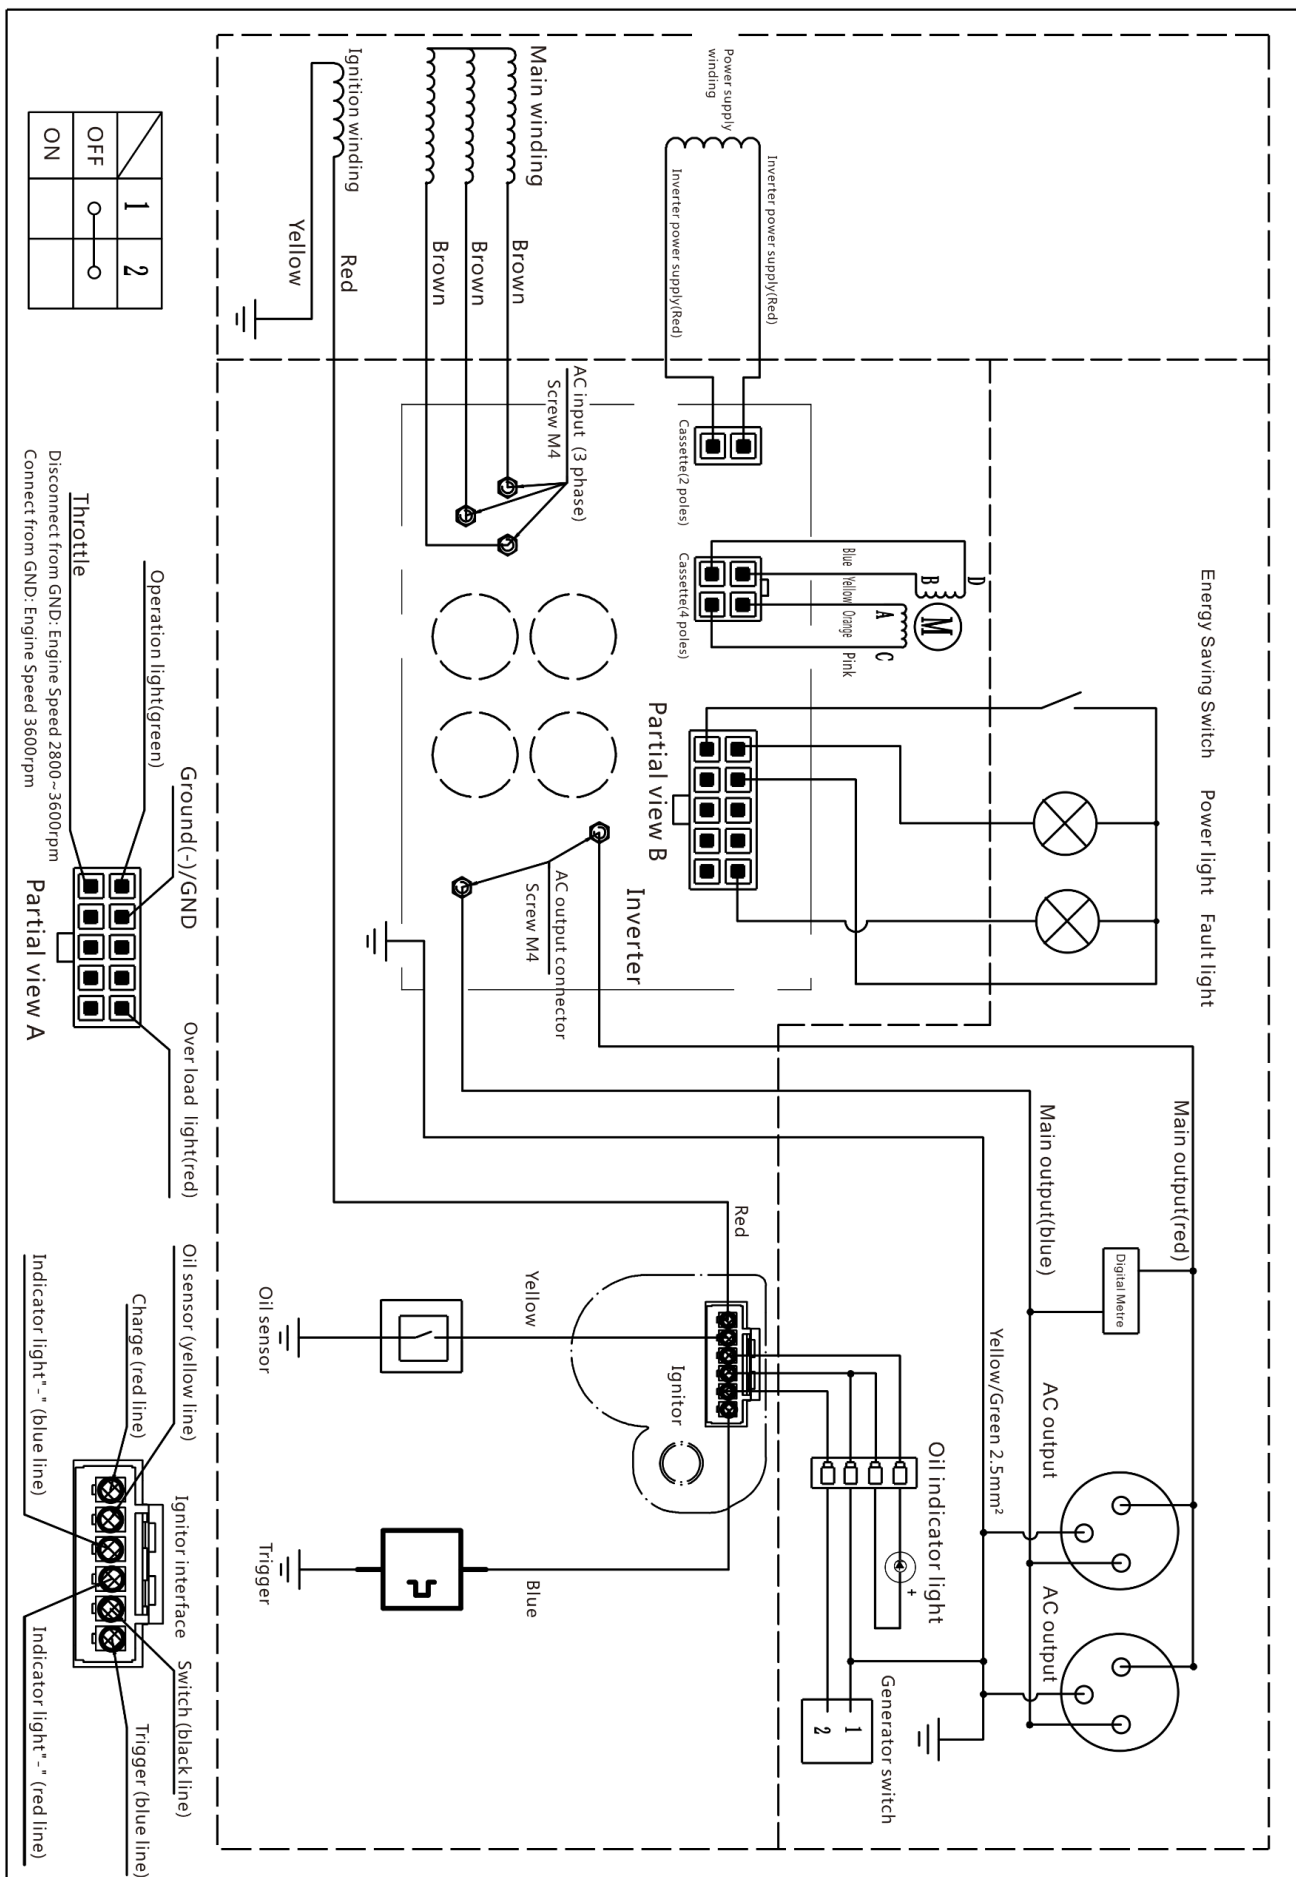 Energy Saving Switch
Power light
Fault light
Main output(red)
Main output(blue)
Digital Metre
AC output
AC output
Yellow/Green 2.5mm²
Oil indicator light
+
Generator switch
1
2
Power supply
winding
Inverter power supply(Red)
Inverter power supply(Red)
Cassette(2 poles)
Cassette(4 poles)
Blue
Yellow
Orange
Pink
D
B
A
C
M
Partial view B
Inverter
AC output connector
Screw M4
AC input (3 phase)
Screw M4
Main winding
Brown
Brown
Brown
Ignition winding
Red
Yellow
Red
Yellow
Ignitor
Blue
Oil sensor
Trigger
1
2
OFF
ON
Ground(-)/GND
Operation light(green)
Throttle
Disconnect from GND: Engine Speed 2800~3600rpm
Connect from GND: Engine Speed 3600rpm
Over load light(red)
Partial view A
Oil sensor (yellow line)
Charge (red line)
Indicator light"-" (blue line)
Ignitor interface
Switch (black line)
Trigger (blue line)
Indicator light"-" (red line)